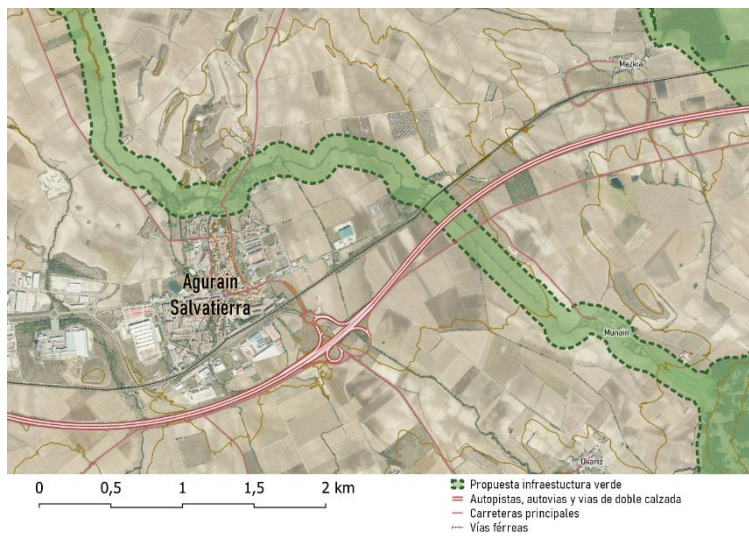 Mezkia
Agurain
Salvatierra
Munain
Okariz
0 0,5 1 1,5 2 km
Propuesta infraestuctura verde
Autopistas, autovias y vias de doble calzada
Carreteras principales
Vías férreas